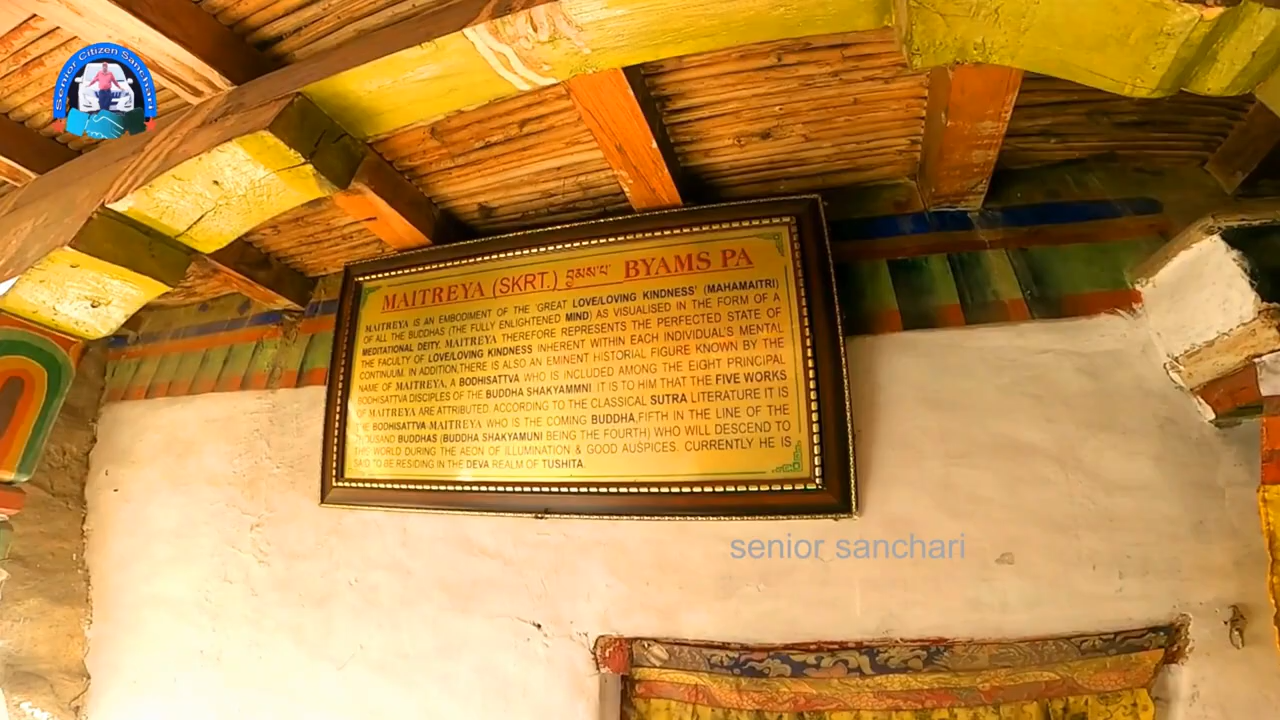 Senior Citizen Sanchari
MAITREYA (SKRT.) བྱམས་པ་ BYAMS PA
MAITREYA IS AN EMBODIMENT OF THE 'GREAT LOVE/LOVING KINDNESS' (MAHAMAITRI)
OF ALL THE BUDDHAS (THE FULLY ENLIGHTENED MIND) AS VISUALISED IN THE FORM OF A
MEDITATIONAL DEITY. MAITREYA THEREFORE REPRESENTS THE PERFECTED STATE OF
THE FACULTY OF LOVE/LOVING KINDNESS INHERENT WITHIN EACH INDIVIDUAL'S MENTAL
CONTINUUM. IN ADDITION,THERE IS ALSO AN EMINENT HISTORIAL FIGURE KNOWN BY THE
NAME OF MAITREYA, A BODHISATTVA WHO IS INCLUDED AMONG THE EIGHT PRINCIPAL
BODHISATTVA DISCIPLES OF THE BUDDHA SHAKYAMMNI. IT IS TO HIM THAT THE FIVE WORKS
OF MAITREYA ARE ATTRIBUTED. ACCORDING TO THE CLASSICAL SUTRA LITERATURE IT IS
THE BODHISATTVA MAITREYA WHO IS THE COMING BUDDHA,FIFTH IN THE LINE OF THE
THOUSAND BUDDHAS (BUDDHA SHAKYAMUNI BEING THE FOURTH) WHO WILL DESCEND TO
THIS WORLD DURING THE AEON OF ILLUMINATION & GOOD AUSPICES. CURRENTLY HE IS
SAID TO BE RESIDING IN THE DEVA REALM OF TUSHITA.
senior sanchari